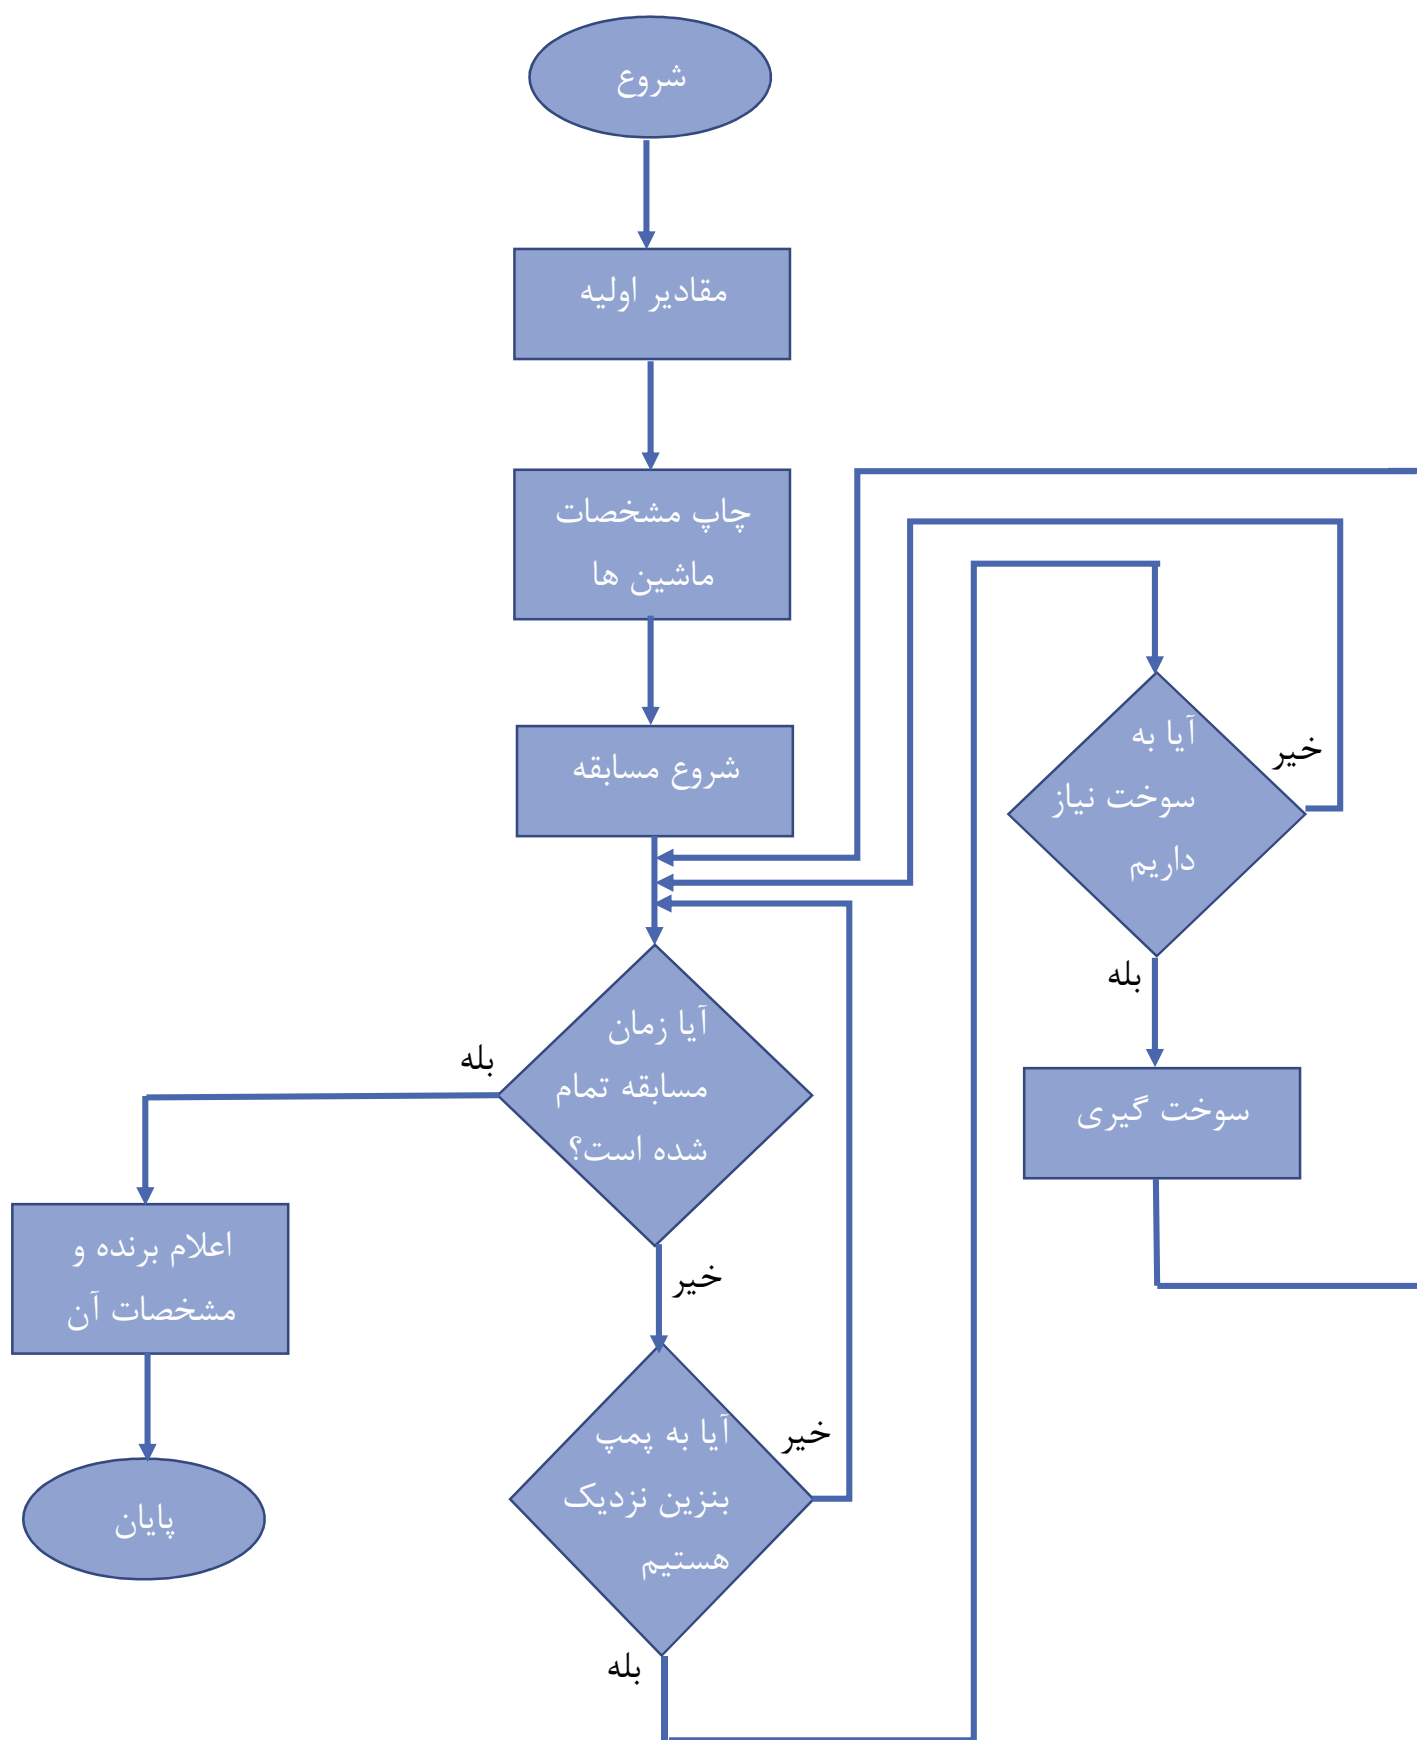 شروع
مقادیر اولیه
چاپ مشخصات
ماشین ها
شروع مسابقه
آیا زمان
مسابقه تمام
شده است؟
بله
خیر
اعلام برنده و
مشخصات آن
پایان
آیا به پمپ
بنزین نزدیک
هستیم
خیر
بله
آیا به
سوخت نیاز
داریم
خیر
بله
سوخت گیری